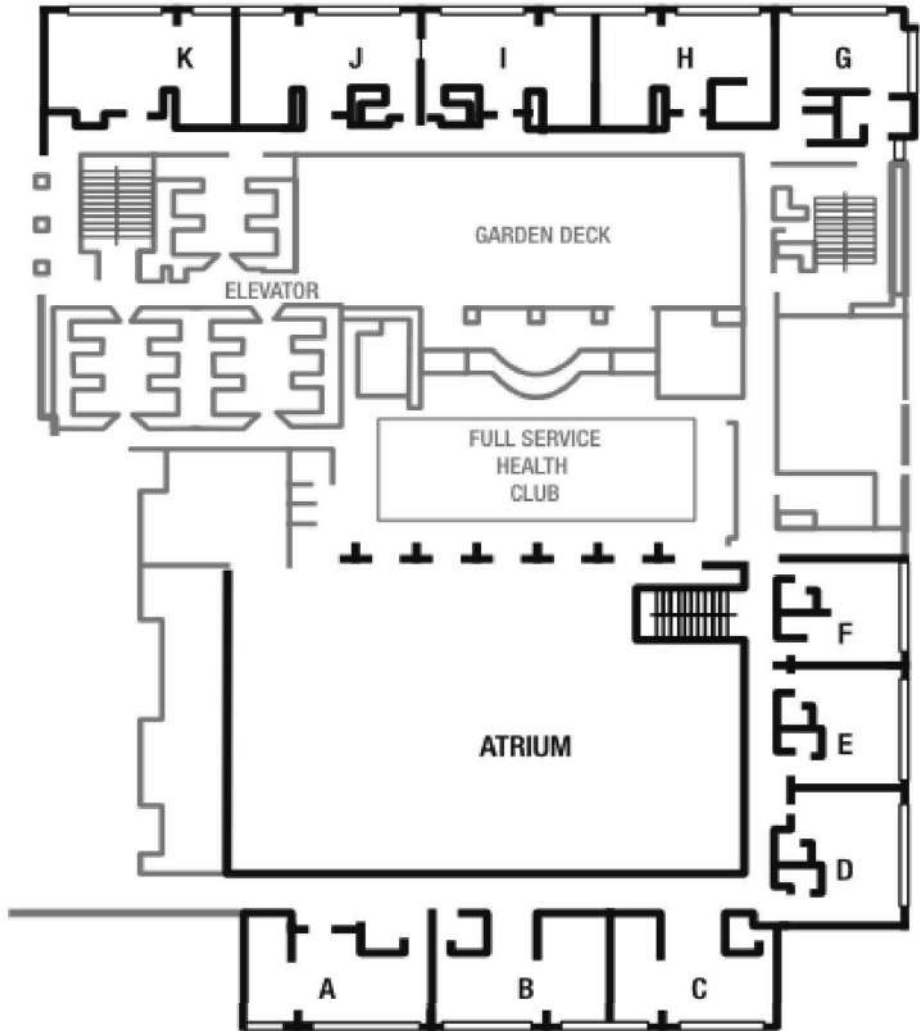 K
J
I
H
G
GARDEN DECK
ELEVATOR
FULL SERVICE
HEALTH
CLUB
F
ATRIUM
E
D
A
B
C